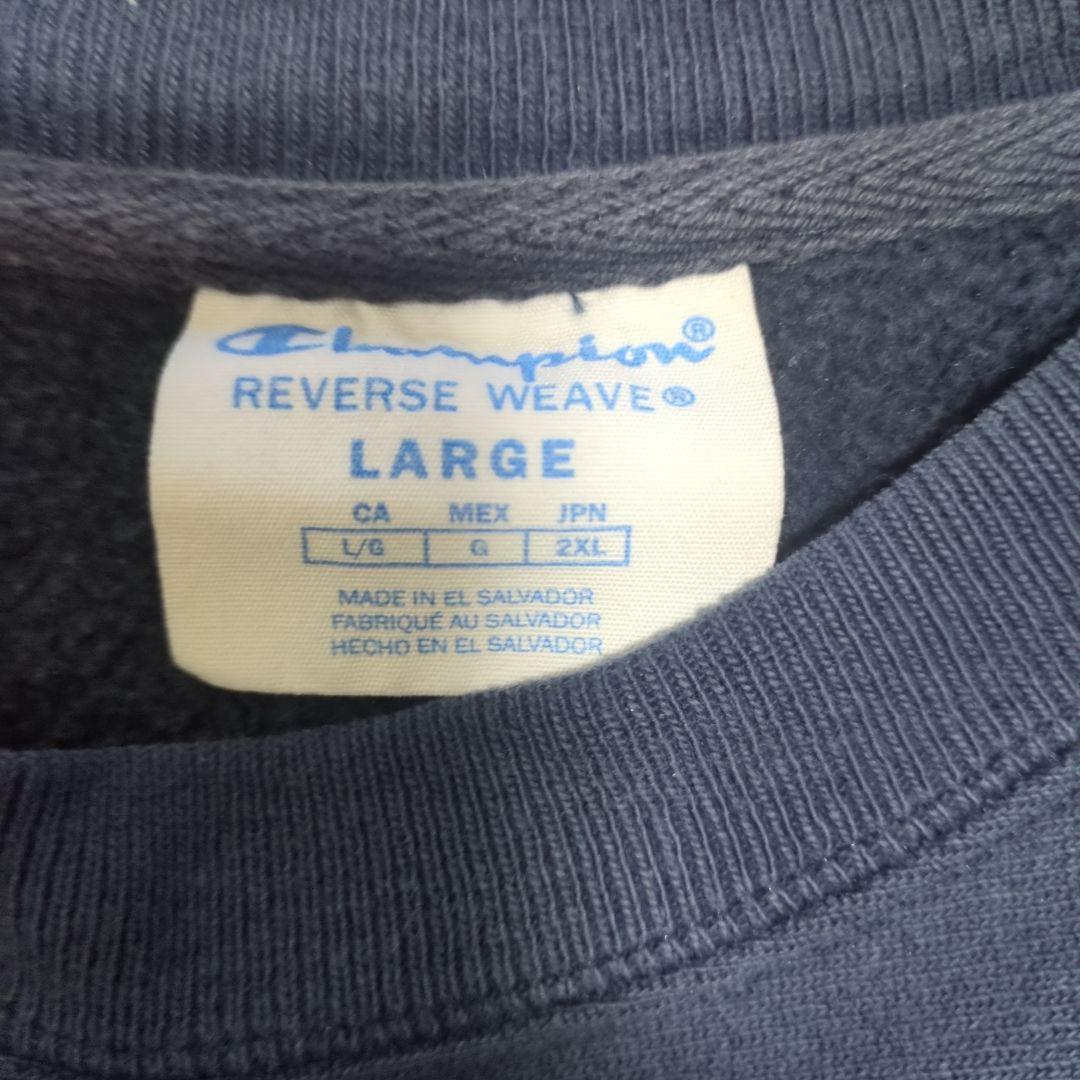 Champion®
REVERSE WEAVE®
LARGE
CA MEX JPN
L/G G 2XL
MADE IN EL SALVADOR
FABRIQUÉ AU SALVADOR
HECHO EN EL SALVADOR